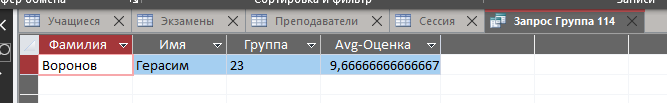 фер обмена Сортировка и фильтр Записи
Учащиеся Экзамены Преподаватели Сессия Запрос Группа 114
Фамилия Имя Группа Avg-Оценка
Воронов Герасим 23 9,66666666666667